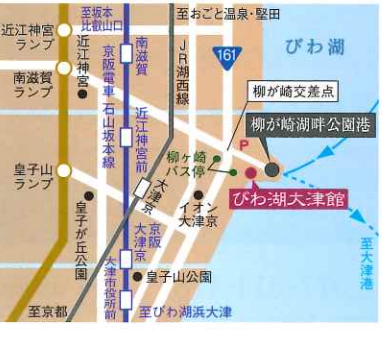 至坂本
比叡山口
至おごと温泉・堅田
近江神宮
ランプ
近江神宮
南滋賀
京阪電車 石山坂本線
JR湖西線
161
びわ湖
南滋賀
ランプ
柳が崎交差点
近江神宮前
P
柳が崎湖畔公園港
柳ヶ崎
バス停
皇子山
ランプ
大津京
びわ湖大津館
皇子が丘公園
イオン
大津京
京阪
大津京
至大津港
皇子山公園
大津市役所前
至京都
至びわ湖浜大津